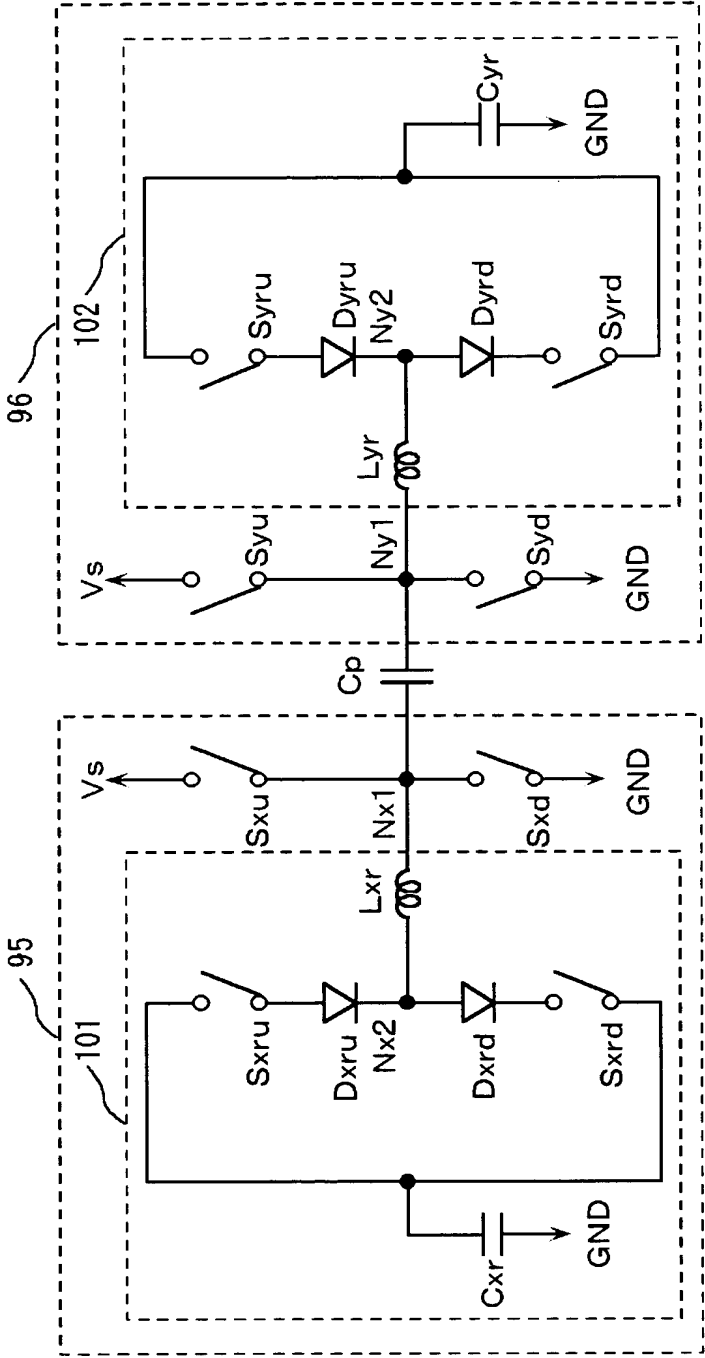 95
96
101
102
Vs
Vs
Sxru
Sxu
Syu
Syru
Dxru
Dyru
Nx2
Lxr
Nx1
Cp
Ny1
Lyr
Ny2
Dxrd
Dyrd
Sxrd
Sxd
Syd
Syrd
Cxr
Cyr
GND
GND
GND
GND